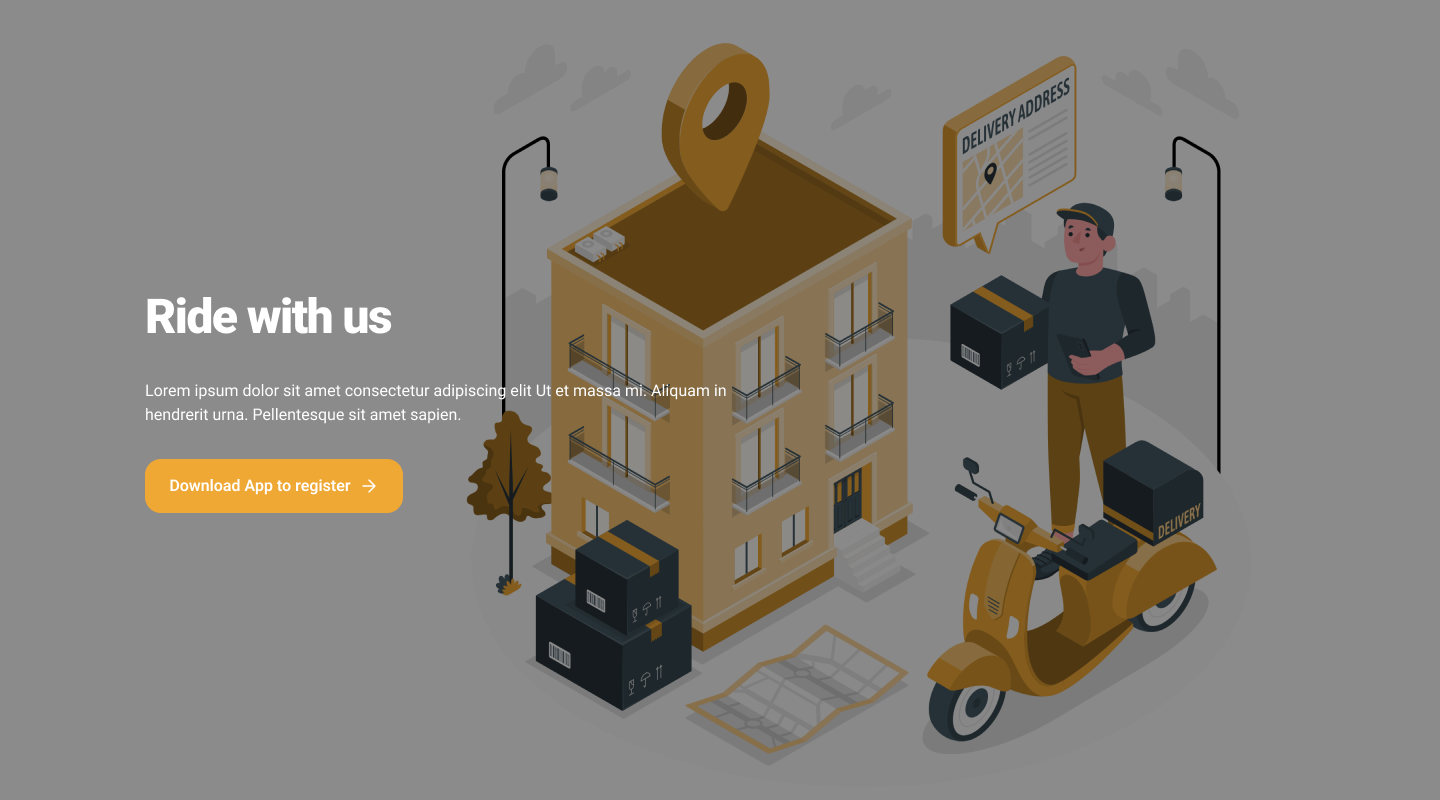 DELIVERY ADDRESS
Ride with us
Lorem ipsum dolor sit amet consectetur adipiscing elit Ut et massa mi. Aliquam in
hendrerit urna. Pellentesque sit amet sapien.
Download App to register
DELIVERY